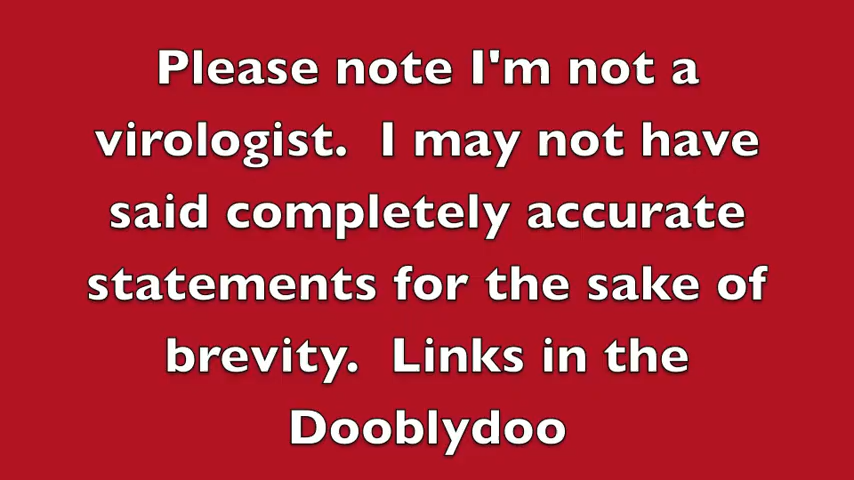 Please note I'm not a
virologist.  I may not have
said completely accurate
statements for the sake of
brevity.  Links in the
Dooblydoo